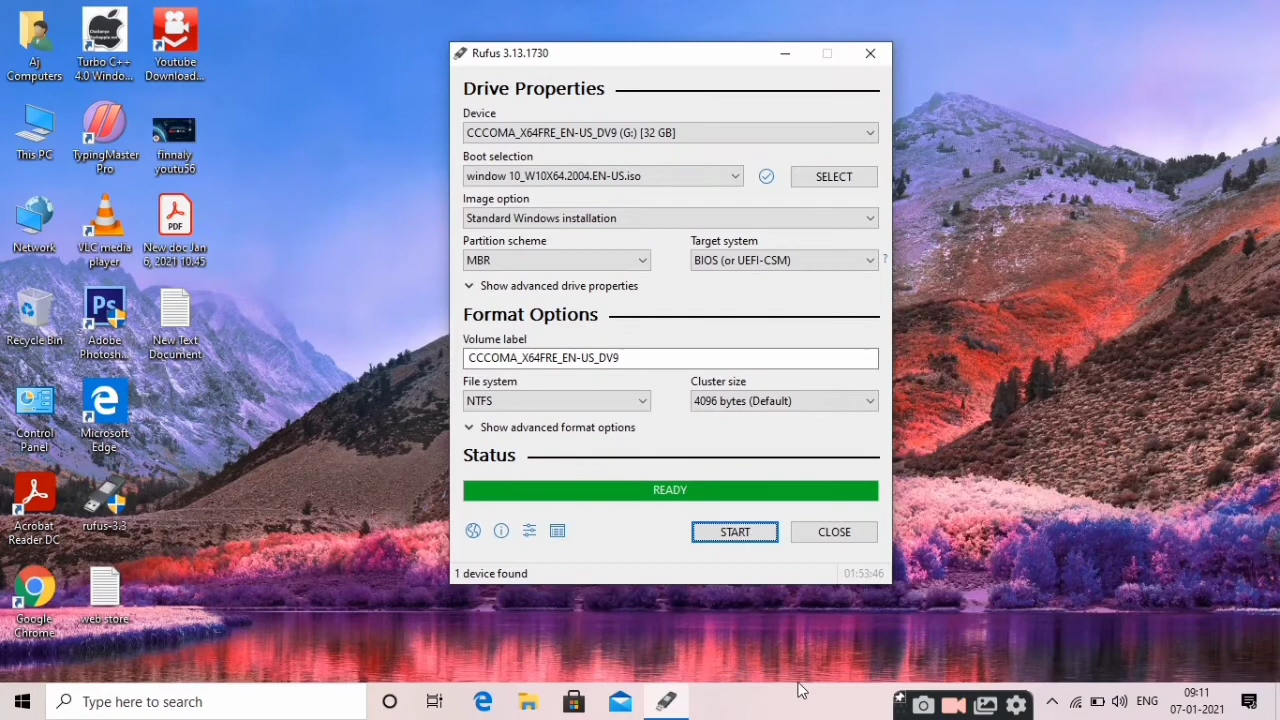 Aj
Computers
Turbo C++
4.0 Windo...
Youtube
Download...
This PC
TypingMaster
Pro
finnaly
youtu56
Network
VLC media
player
PDF
New doc Jan
6, 2021 10.45
Recycle Bin
Ps
Adobe
Photosh...
New Text
Document
Control
Panel
Microsoft
Edge
Acrobat
Reader DC
rufus-3.3
Google
Chrome
web store
Rufus 3.13.1730
Drive Properties
Device
CCCOMA_X64FRE_EN-US_DV9 (G:) [32 GB]
Boot selection
window 10_W10X64.2004.EN-US.iso
SELECT
Image option
Standard Windows installation
Partition scheme
Target system
MBR
BIOS (or UEFI-CSM)
?
Show advanced drive properties
Format Options
Volume label
CCCOMA_X64FRE_EN-US_DV9
File system
Cluster size
NTFS
4096 bytes (Default)
Show advanced format options
Status
READY
START
CLOSE
1 device found
01:53:46
Type here to search
ENG
09:11
07-01-2021